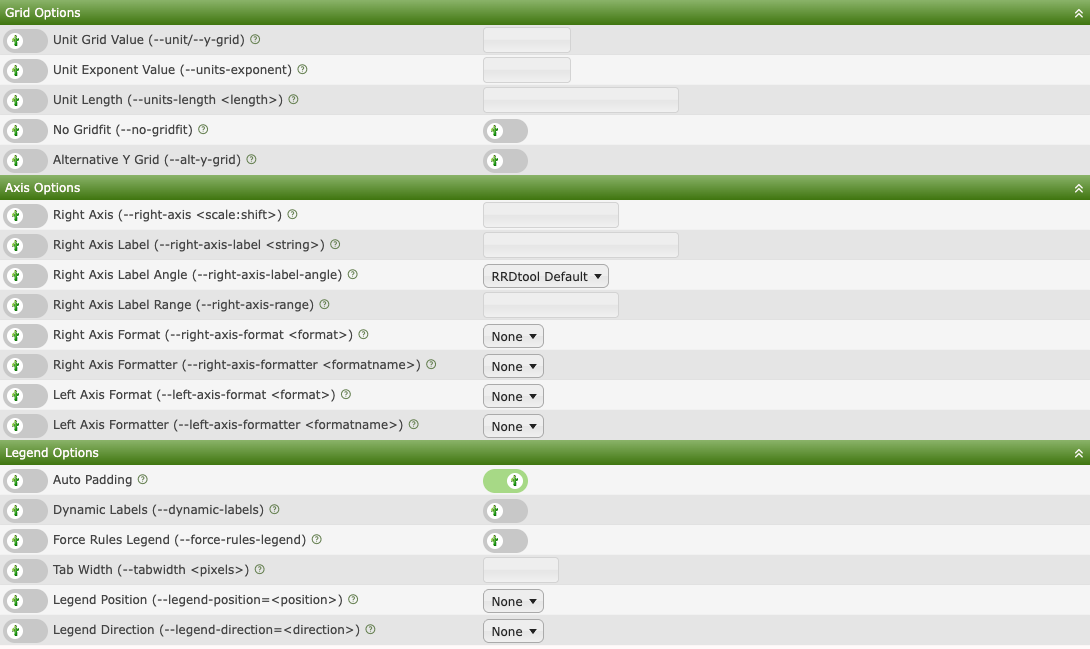 Grid Options
Unit Grid Value (--unit/--y-grid)
Unit Exponent Value (--units-exponent)
Unit Length (--units-length <length>)
No Gridfit (--no-gridfit)
Alternative Y Grid (--alt-y-grid)
Axis Options
Right Axis (--right-axis <scale:shift>)
Right Axis Label (--right-axis-label <string>)
Right Axis Label Angle (--right-axis-label-angle) RRDtool Default
Right Axis Label Range (--right-axis-range)
Right Axis Format (--right-axis-format <format>) None
Right Axis Formatter (--right-axis-formatter <formatname>) None
Left Axis Format (--left-axis-format <format>) None
Left Axis Formatter (--left-axis-formatter <formatname>) None
Legend Options
Auto Padding
Dynamic Labels (--dynamic-labels)
Force Rules Legend (--force-rules-legend)
Tab Width (--tabwidth <pixels>)
Legend Position (--legend-position=<position>) None
Legend Direction (--legend-direction=<direction>) None